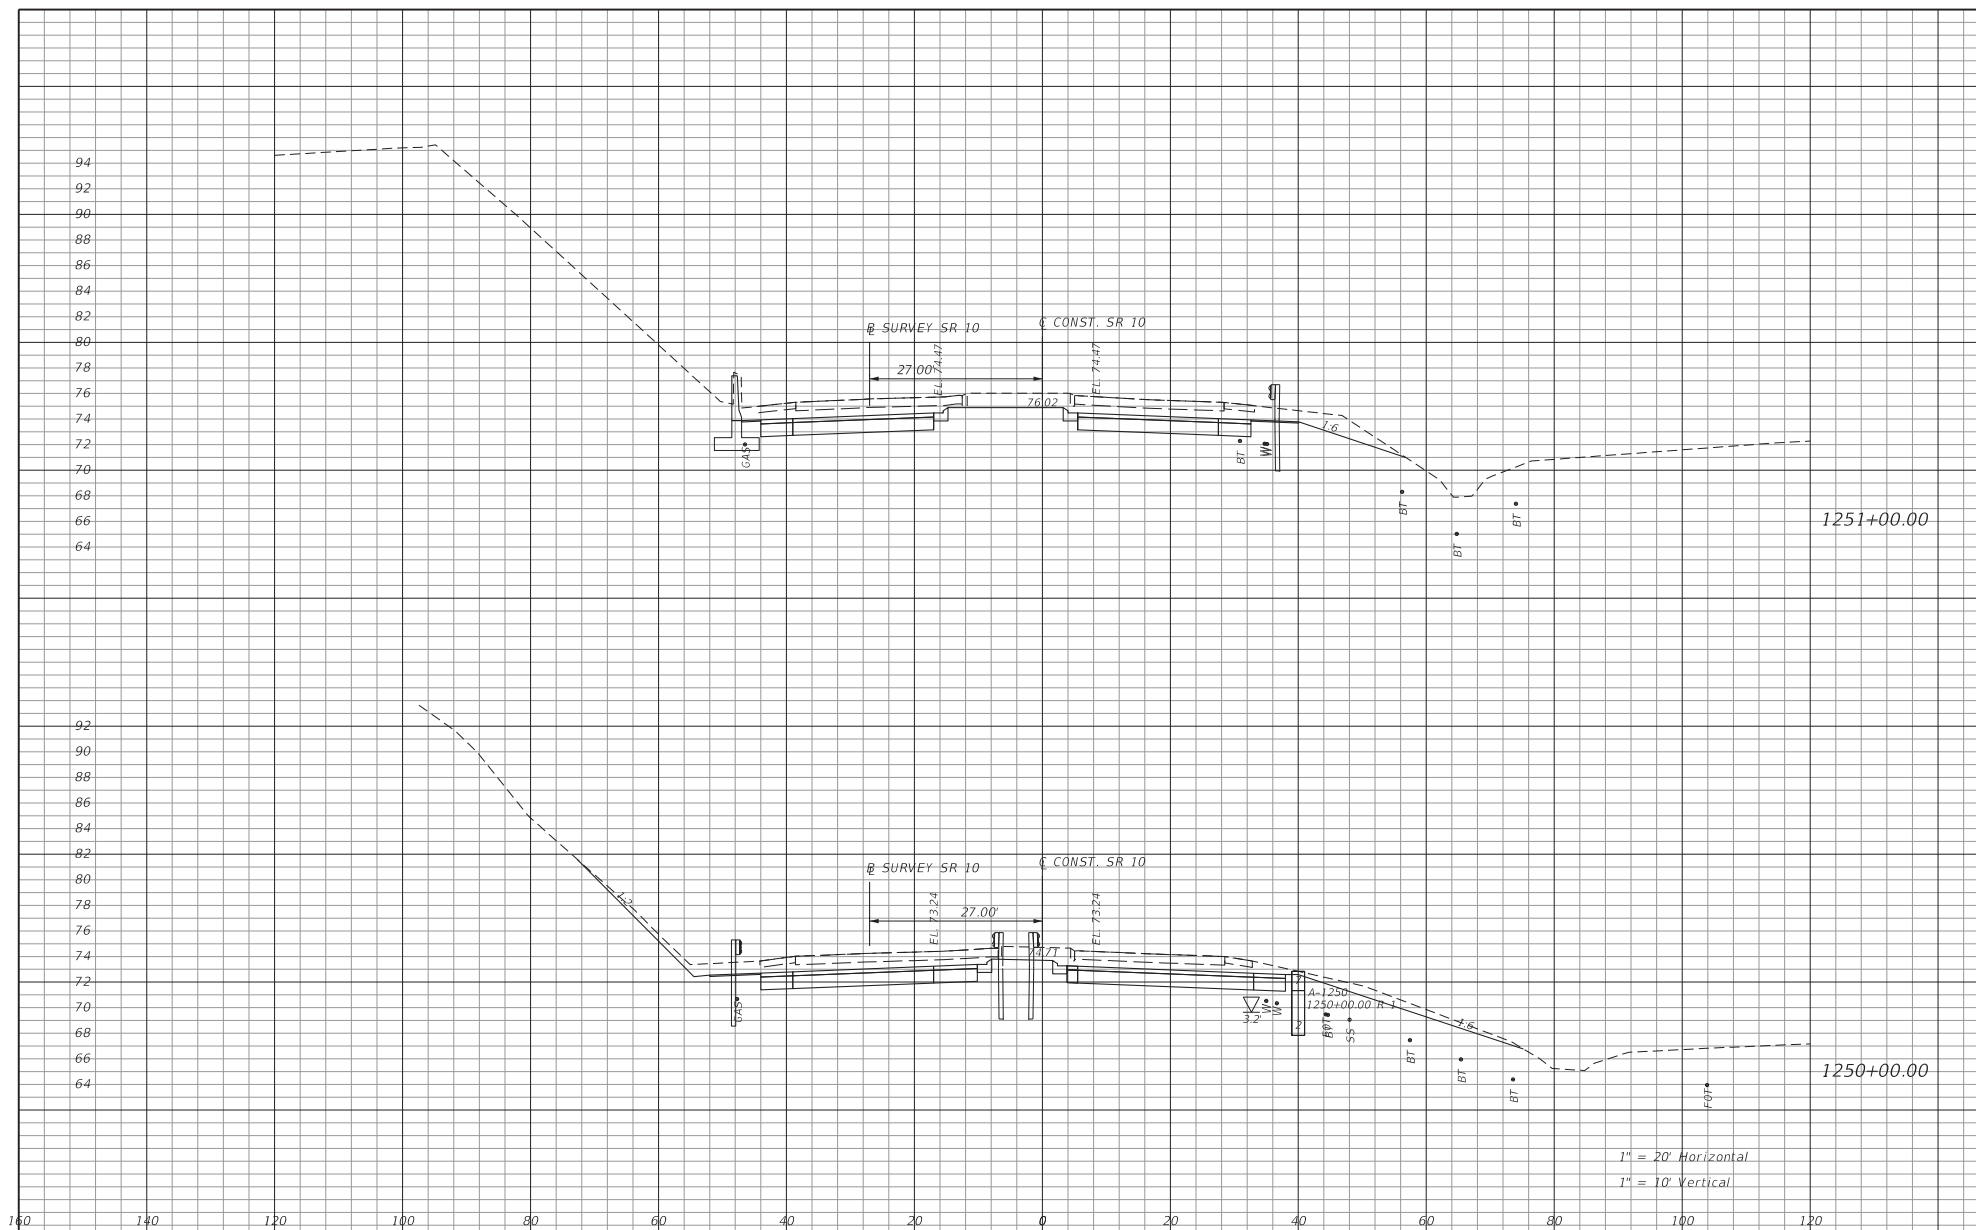 94
92
90
88
86
84
82
80
78
76
74
72
70
68
66
64
℄ CONST. SR 10
B SURVEY SR 10
EL. 74.47
EL. 74.47
27.00'
76.02
1:6
GAS
BT
W
BT
BT
BT
1251+00.00
92
90
88
86
84
82
80
78
76
74
72
70
68
66
64
℄ CONST. SR 10
B SURVEY SR 10
EL. 73.24
EL. 73.24
27.00'
74.71
1:2
1:6
A-1250
1250+00.00 R 1
3.2'
2
GAS
W
W
BT
SS
BT
BT
BT
FOT
1250+00.00
1" = 20' Horizontal
1" = 10' Vertical
160 140 120 100 80 60 40 20 0 20 40 60 80 100 120